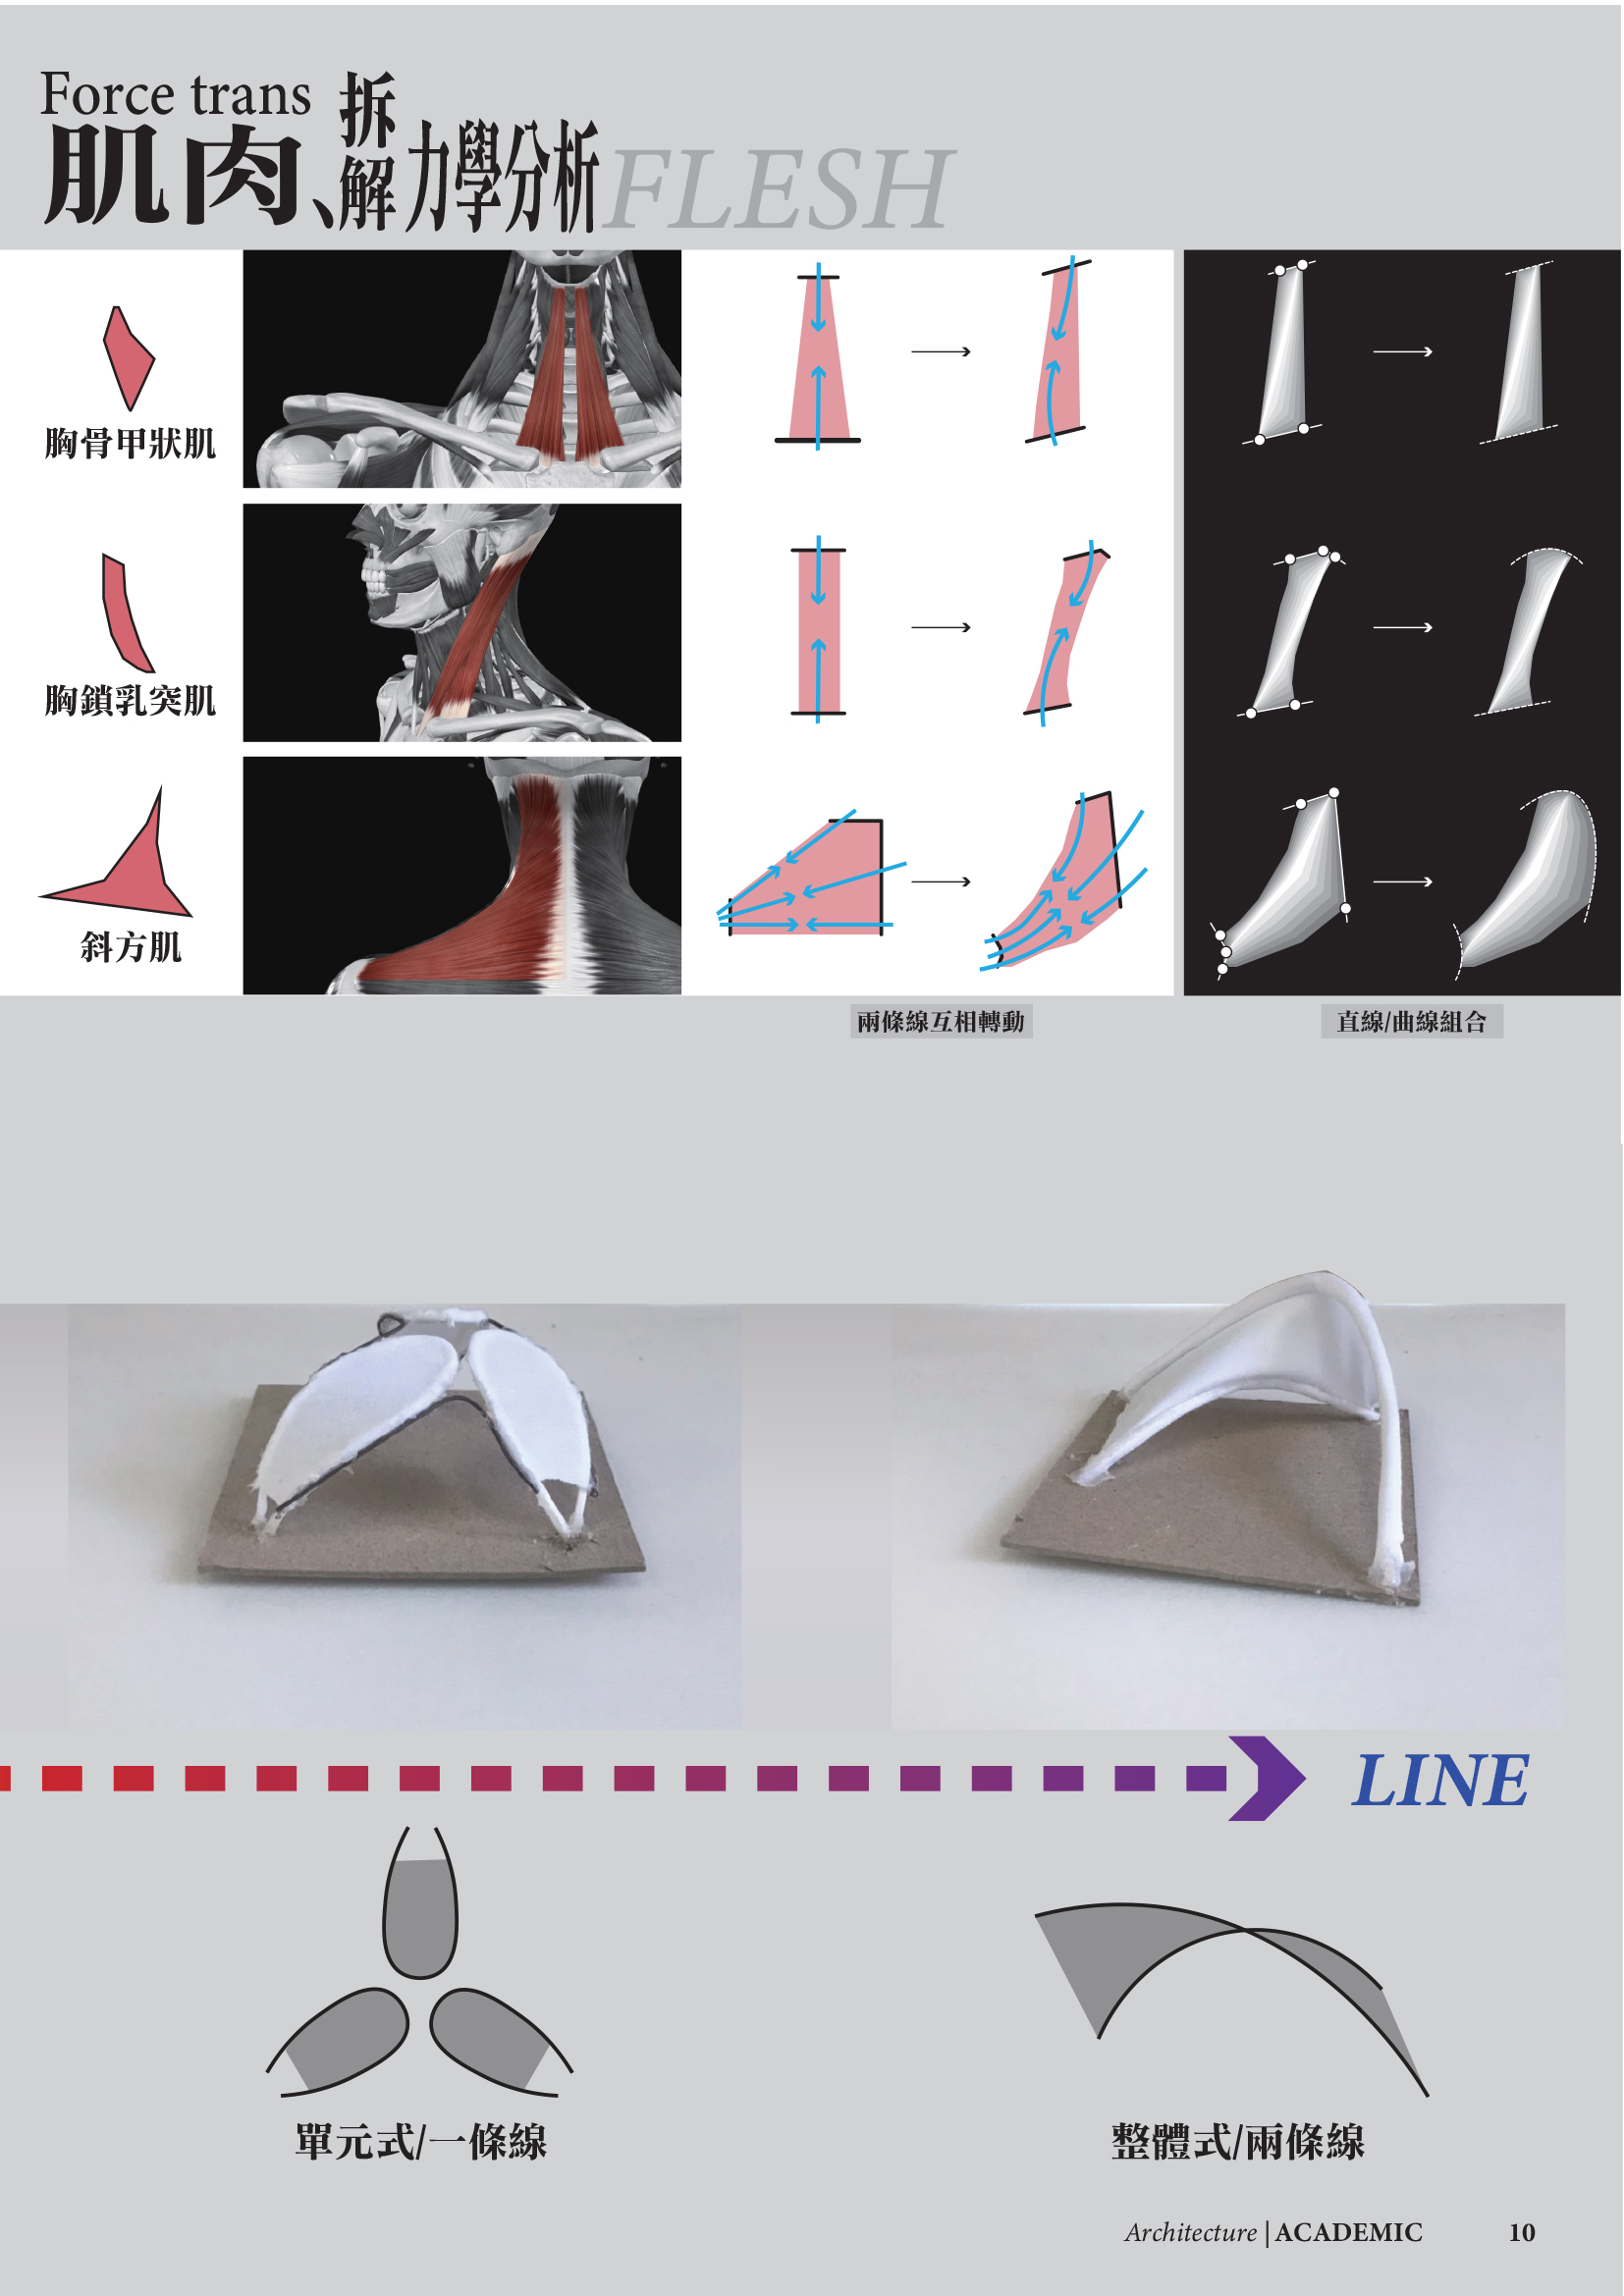 Force trans
肌肉、拆解力學分析FLESH
胸骨甲狀肌
胸鎖乳突肌
斜方肌
兩條線互相轉動
直線/曲線組合
LINE
單元式/一條線
整體式/兩條線
Architecture | ACADEMIC 10